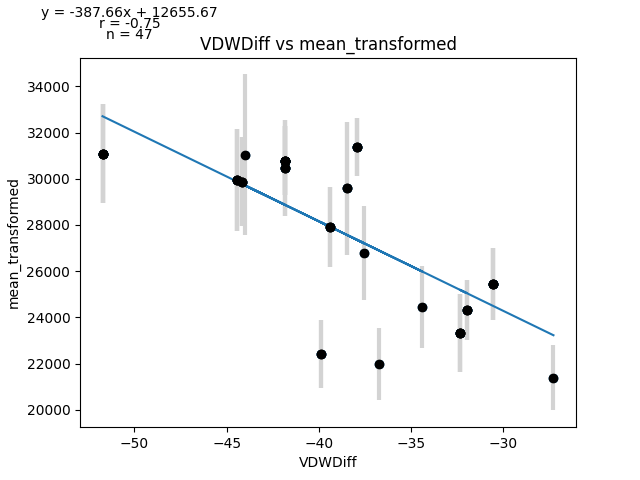 y = -387.66x + 12655.67
r = -0.75
n = 47
VDWDiff vs mean_transformed
mean_transformed
34000
32000
30000
28000
26000
24000
22000
20000
−50
−45
−40
−35
−30
VDWDiff